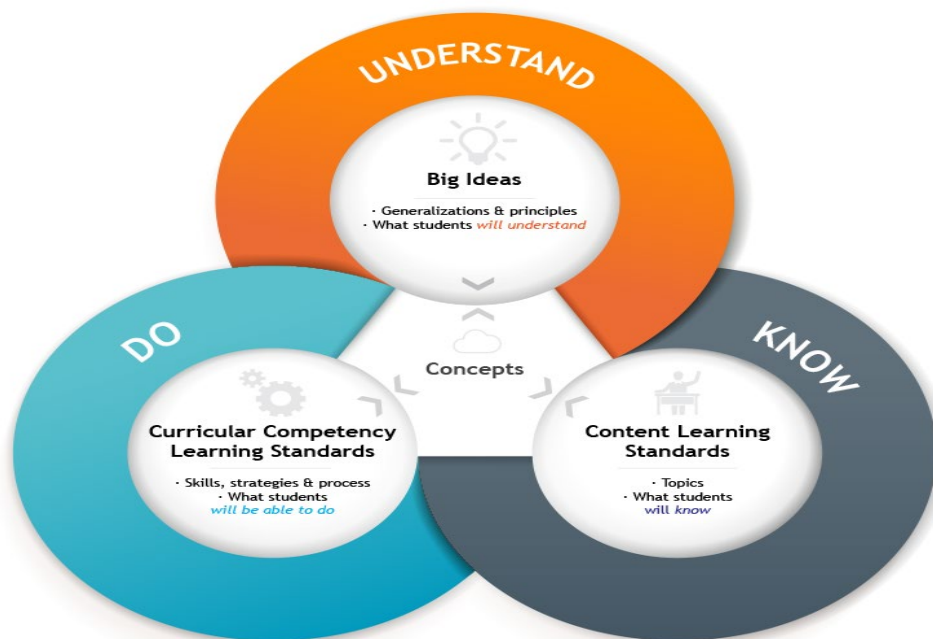 UNDERSTAND
Big Ideas
· Generalizations & principles
· What students will understand
DO
KNOW
Concepts
Curricular Competency
Learning Standards
· Skills, strategies & process
· What students
will be able to do
Content Learning
Standards
· Topics
· What students
will know